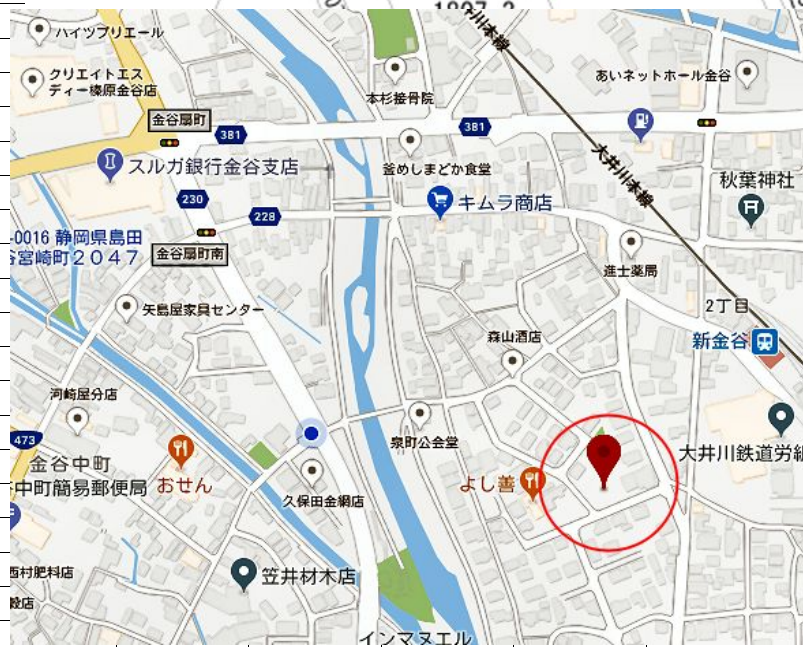 1807-2
川本線
ハイツプリエール
クリエイトエス
ディー榛原金谷店
本杉接骨院
あいネットホール金谷
金谷扇町
381
381
釜めしまどか食堂
大井川本線
スルガ銀行金谷支店
秋葉神社
230
228
キムラ商店
-0016 静岡県島田
谷宮崎町２０４７
金谷扇町南
進士薬局
矢島屋家具センター
2丁目
森山酒店
新金谷
河崎屋分店
473
泉町公会堂
大井川鉄道労組
金谷中町
中町簡易郵便局
おせん
よし善
久保田金網店
西村肥料店
笠井材木店
穀店
インマヌエル